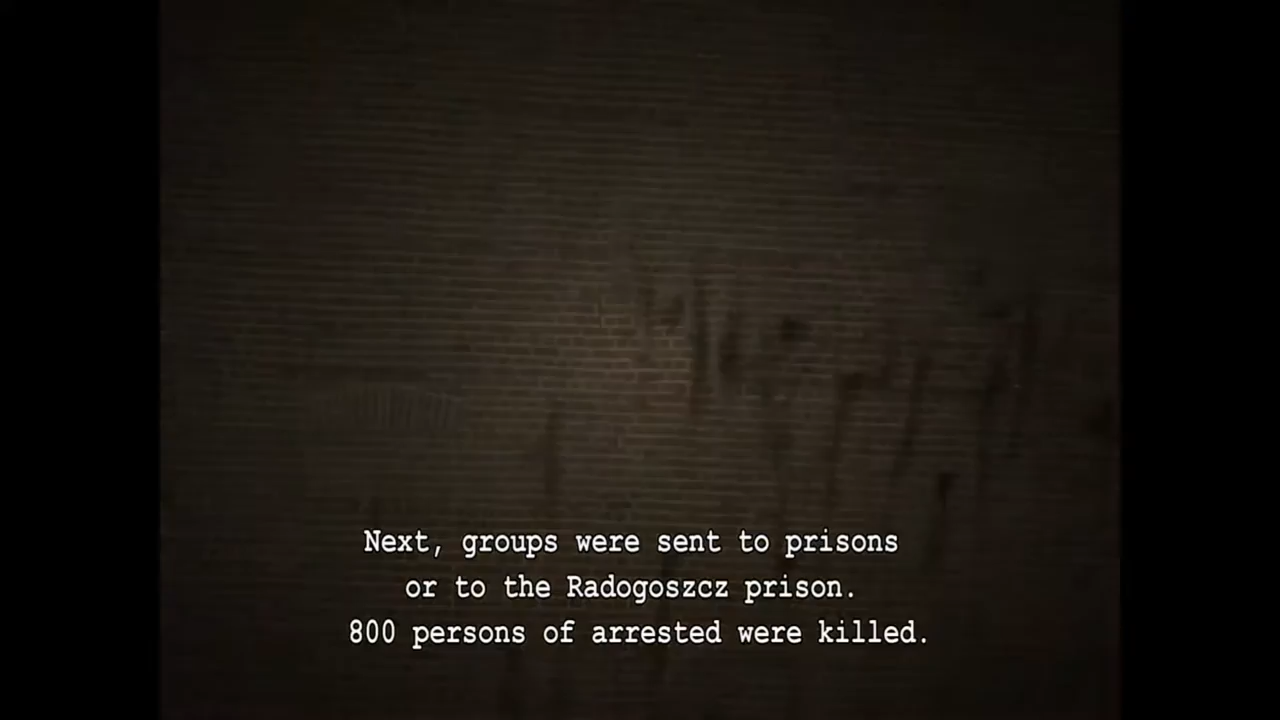 Next, groups were sent to prisons
or to the Radogoszcz prison.
800 persons of arrested were killed.